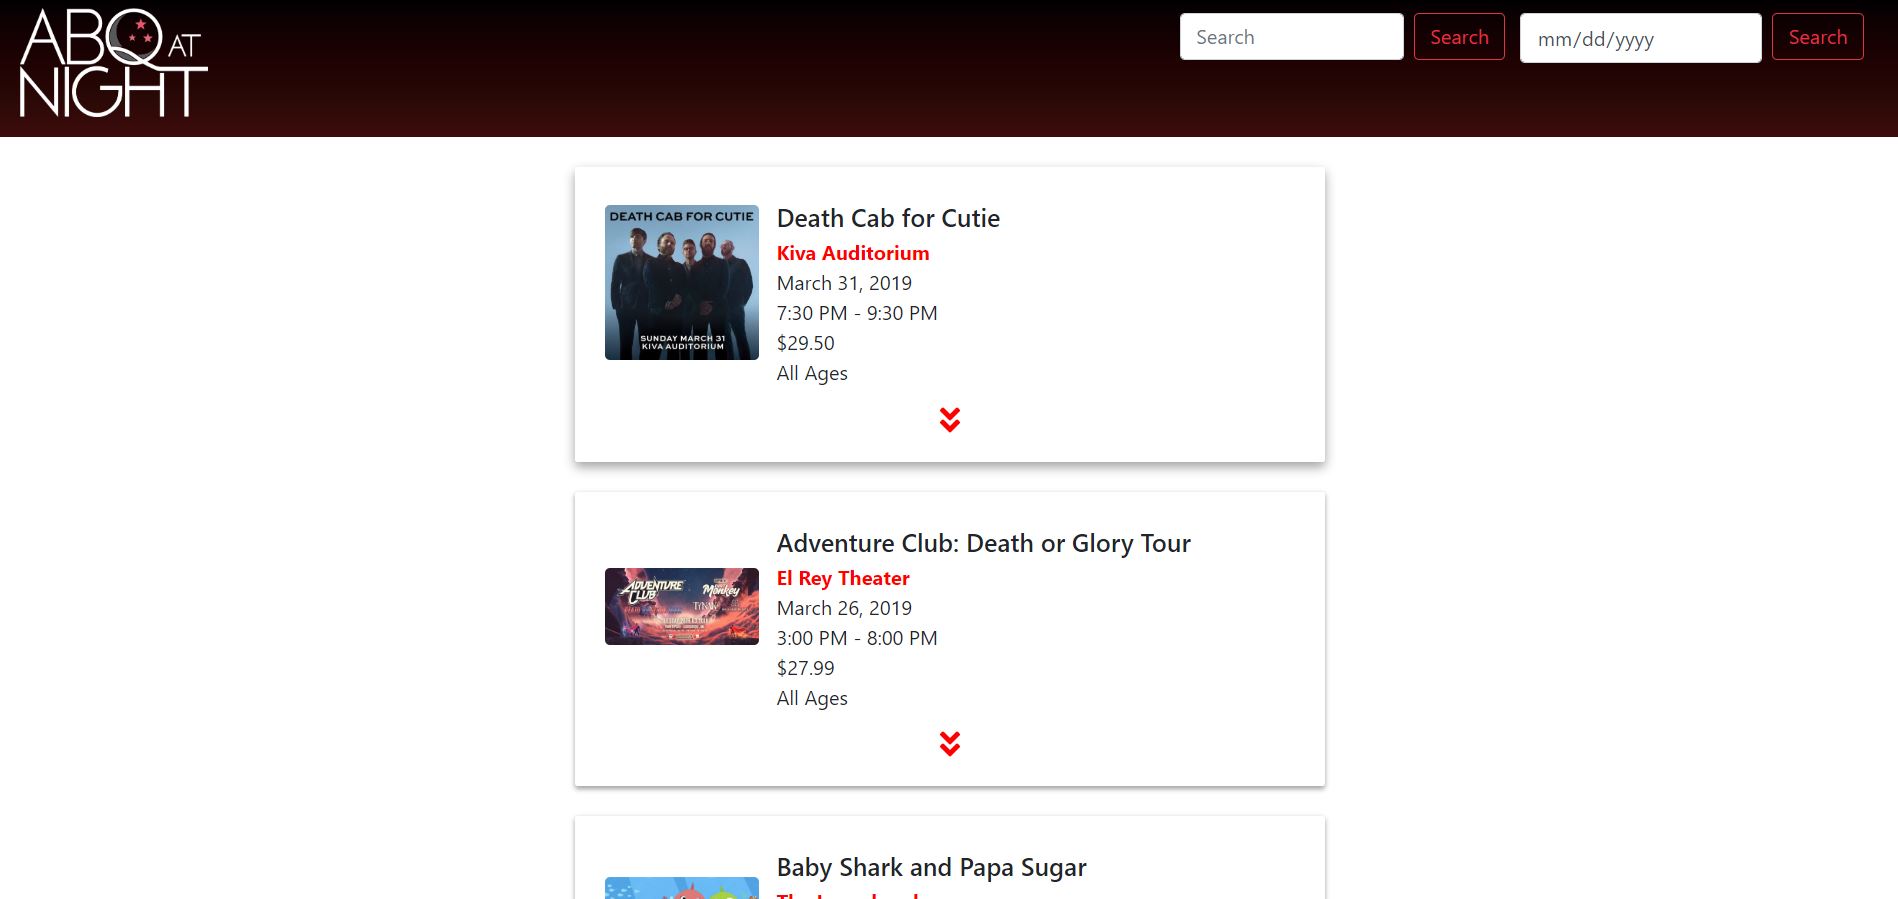 ABQ AT
NIGHT
Search
Search
mm/dd/yyyy
Search
DEATH CAB FOR CUTIE
SUNDAY MARCH 31
KIVA AUDITORIUM
Death Cab for Cutie
Kiva Auditorium
March 31, 2019
7:30 PM - 9:30 PM
$29.50
All Ages
ADVENTURE
CLUB
Monkey
Adventure Club: Death or Glory Tour
El Rey Theater
March 26, 2019
3:00 PM - 8:00 PM
$27.99
All Ages
Baby Shark and Papa Sugar